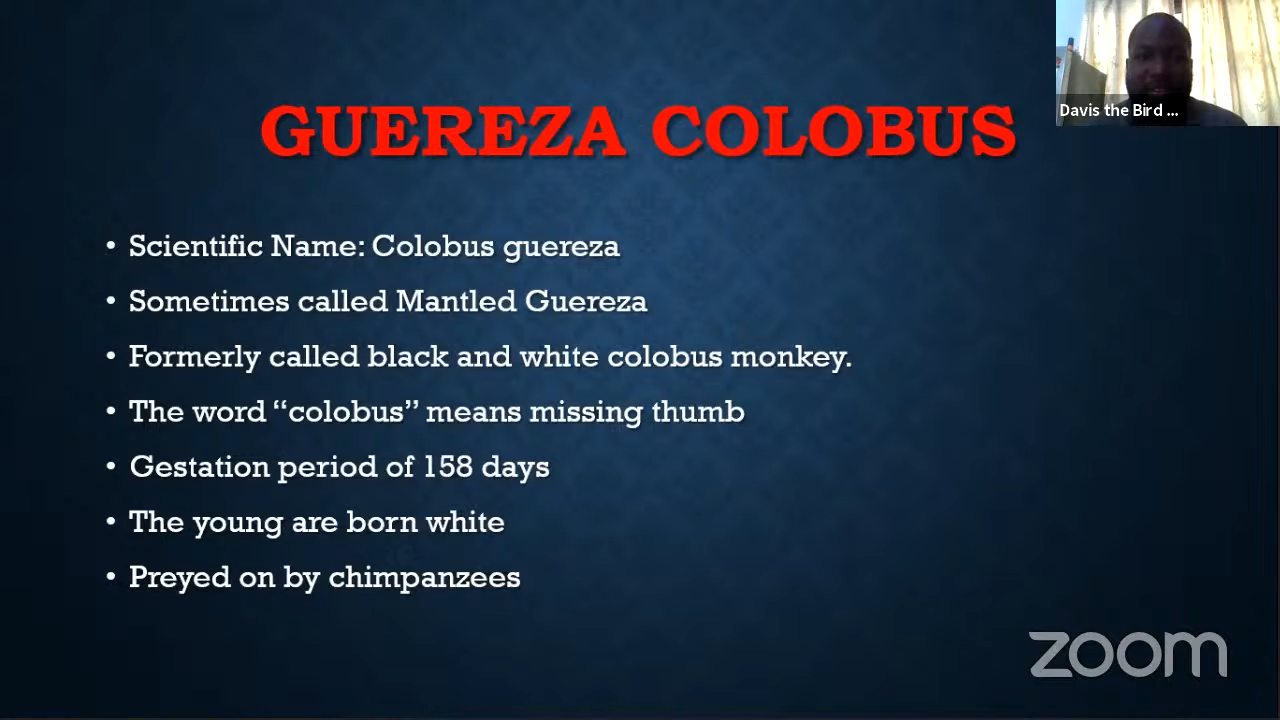 Davis the Bird ...
GUEREZA COLOBUS
• Scientific Name: Colobus guereza
• Sometimes called Mantled Guereza
• Formerly called black and white colobus monkey.
• The word “colobus” means missing thumb
• Gestation period of 158 days
• The young are born white
• Preyed on by chimpanzees
zoom